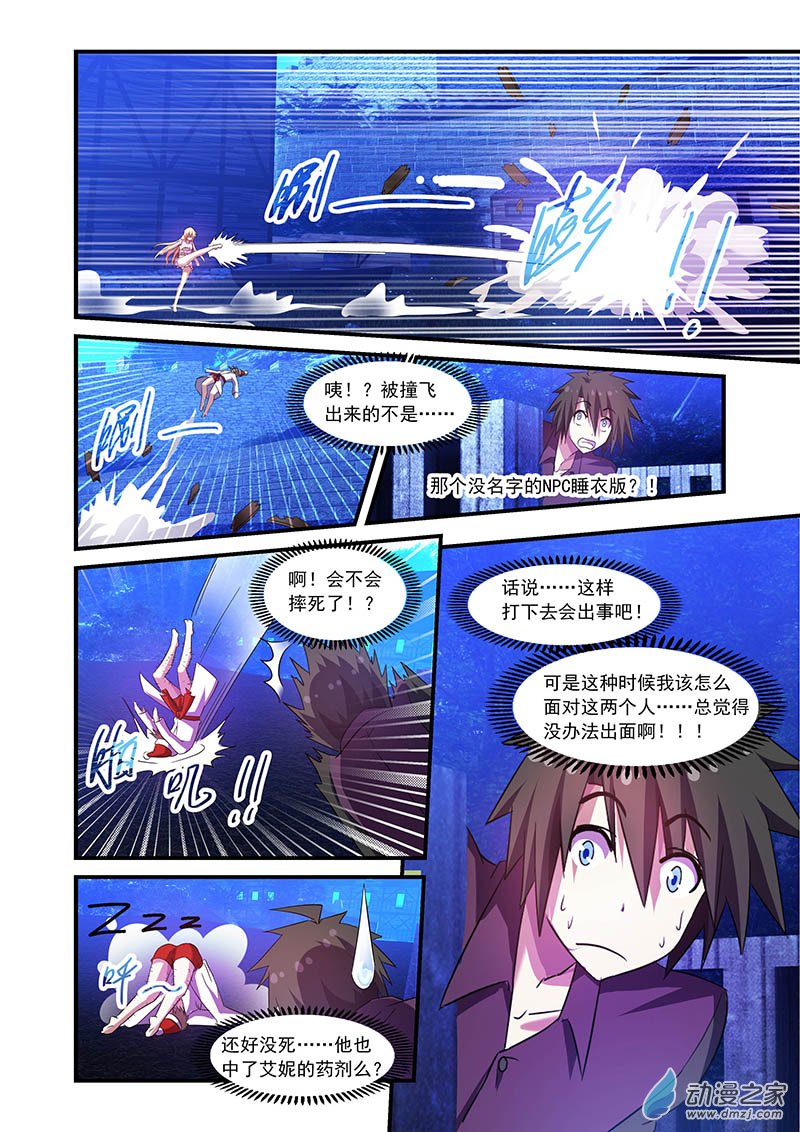 唰——
嘭!!
唰——
咦！？被撞飞
出来的不是……
那个没名字的NPC睡衣版？！
啊！会不会
摔死了！？
啪叽!!
话说……这样
打下去会出事吧！
可是这种时候我该怎么
面对这两个人……总觉得
没办法出面啊！！！
ZZZ
呼～
还好没死……他也
中了艾妮的药剂么？
动漫之家
www.dmzj.com